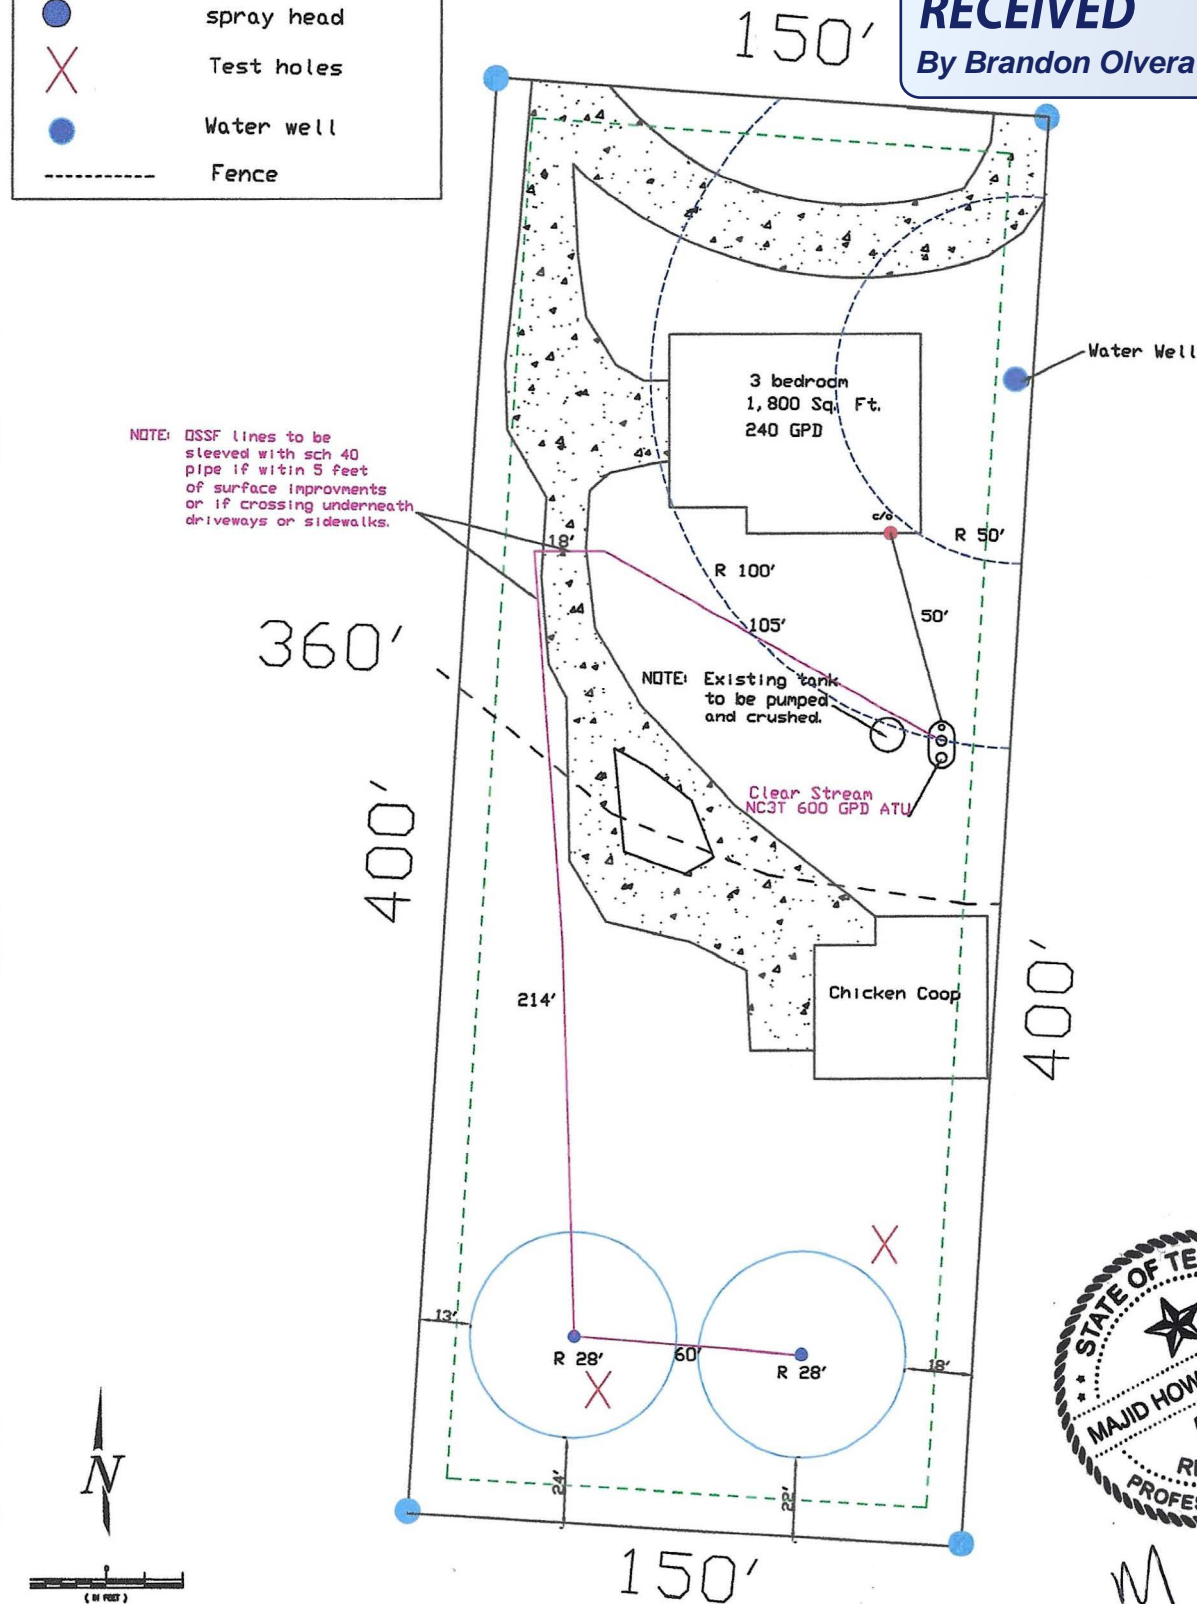 spray head
Test holes
Water well
Fence
RECEIVED
By Brandon Olvera
150'
Water Well
3 bedroom
1,800 Sq. Ft.
240 GPD
NOTE: OSSF lines to be
sleeved with sch 40
pipe if witin 5 feet
of surface improvments
or if crossing underneath
driveways or sidewalks.
c/o
18'
R 50'
R 100'
105'
50'
360'
NOTE: Existing tank
to be pumped
and crushed.
Clear Stream
NC3T 600 GPD ATU
400'
400'
214'
Chicken Coop
13'
R 28'
60'
R 28'
18'
24'
22'
N
0
( IN FEET )
150'
STATE OF TE
MAJID HOW
PROFES